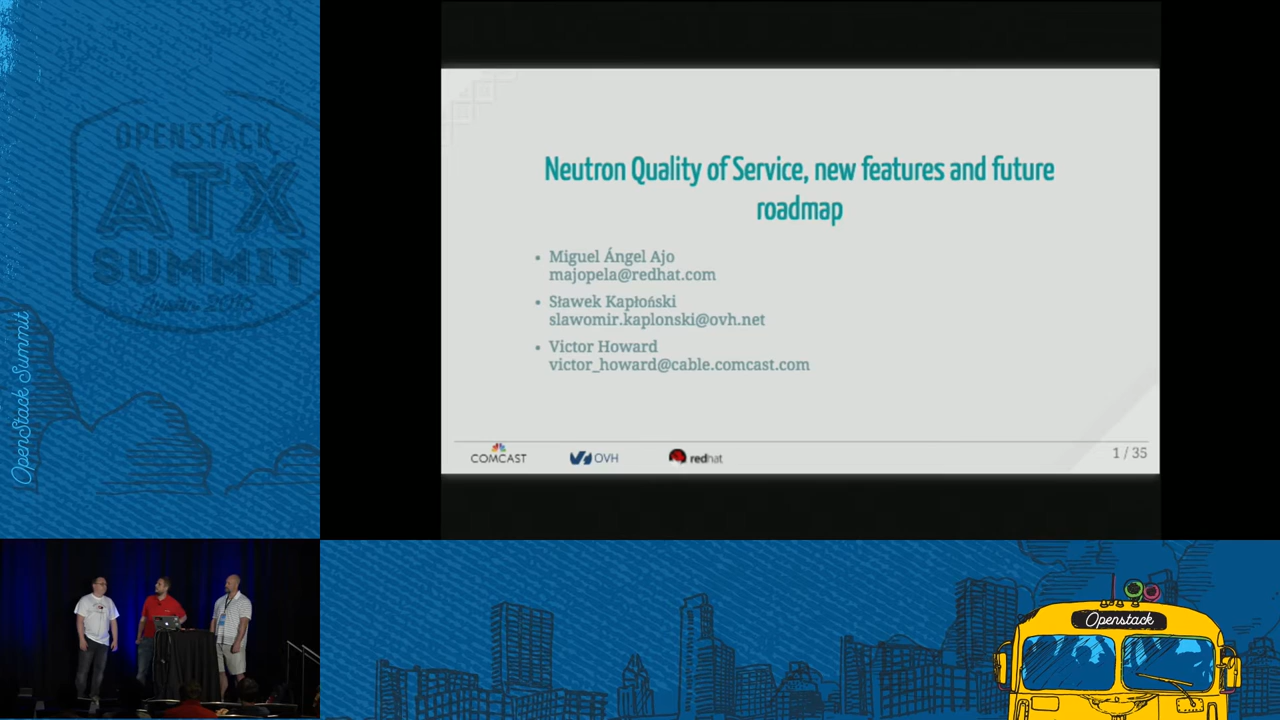 OPENSTACK
ATX
SUMMIT
Austin 2016
OpenStack Summit
Neutron Quality of Service, new features and future
roadmap
• Miguel Ángel Ajo
majopela@redhat.com
• Sławek Kapłoński
slawomir.kaplonski@ovh.net
• Victor Howard
victor_howard@cable.comcast.com
COMCAST
OVH
redhat
1 / 35
Openstack